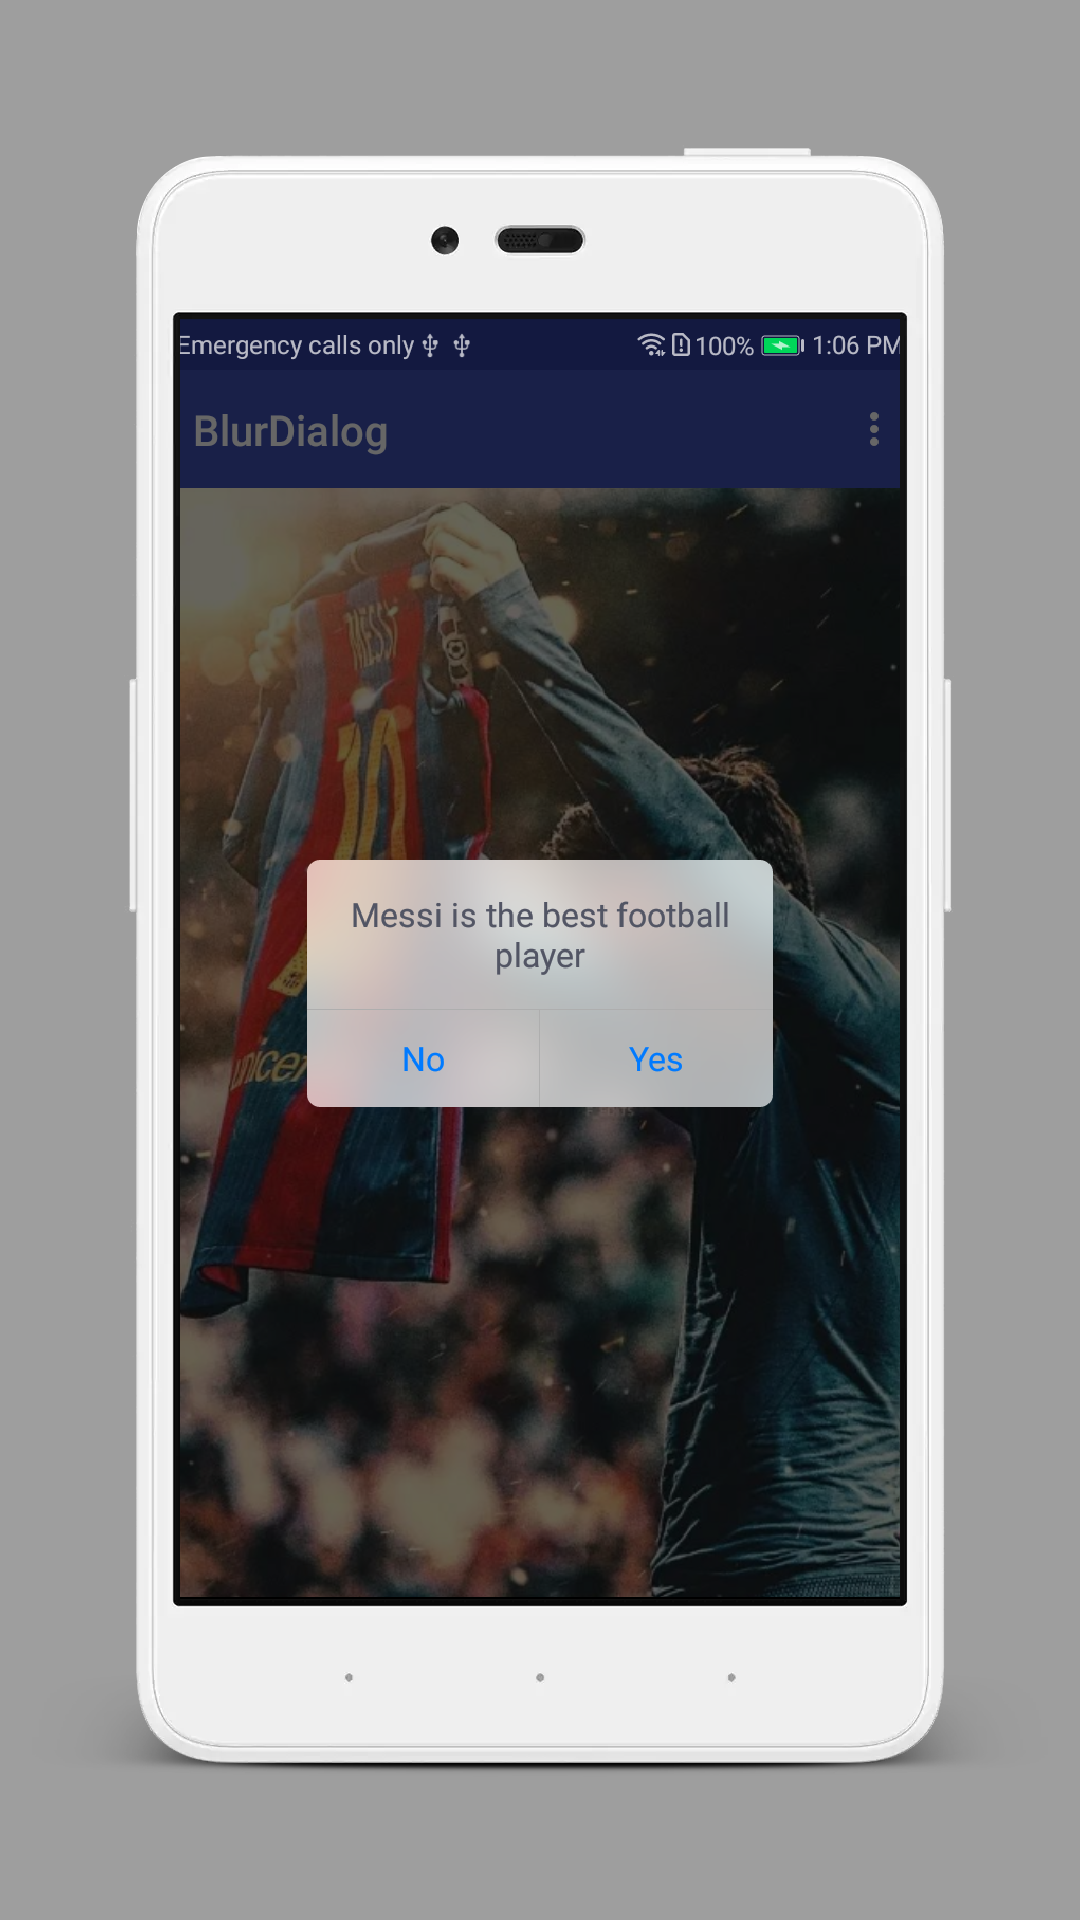 Emergency calls only 100% 1:06 PM
BlurDialog
MESSI
10
unicef
Messi is the best football
player
No Yes